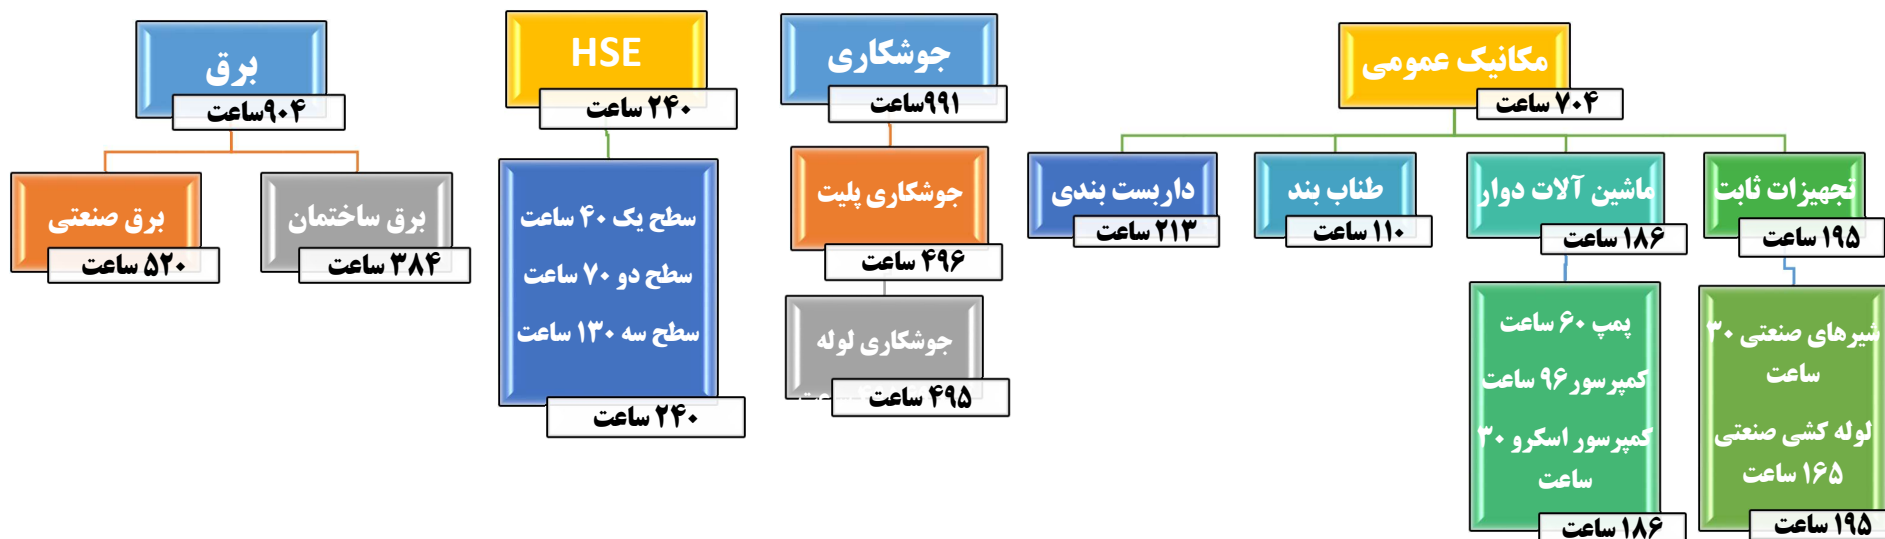 مکانیک عمومی
۷۰۴ ساعت
تجهیزات ثابت
۱۹۵ ساعت
شیرهای صنعتی ۳۰
ساعت
لوله کشی صنعتی
۱۶۵ ساعت
۱۹۵ ساعت
ماشین آلات دوار
۱۸۶ ساعت
پمپ ۶۰ ساعت
کمپرسور ۹۶ ساعت
کمپرسور اسکرو ۳۰
ساعت
۱۸۶ ساعت
طناب بند
۱۱۰ ساعت
داربست بندی
۲۱۳ ساعت
جوشکاری
۹۹۱ساعت
جوشکاری پلیت
۴۹۶ ساعت
جوشکاری لوله
۴۹۵ ساعت
HSE
۲۴۰ ساعت
سطح یک ۴۰ ساعت
سطح دو ۷۰ ساعت
سطح سه ۱۳۰ ساعت
۲۴۰ ساعت
برق
۹۰۴ساعت
برق ساختمان
۳۸۴ ساعت
برق صنعتی
۵۲۰ ساعت